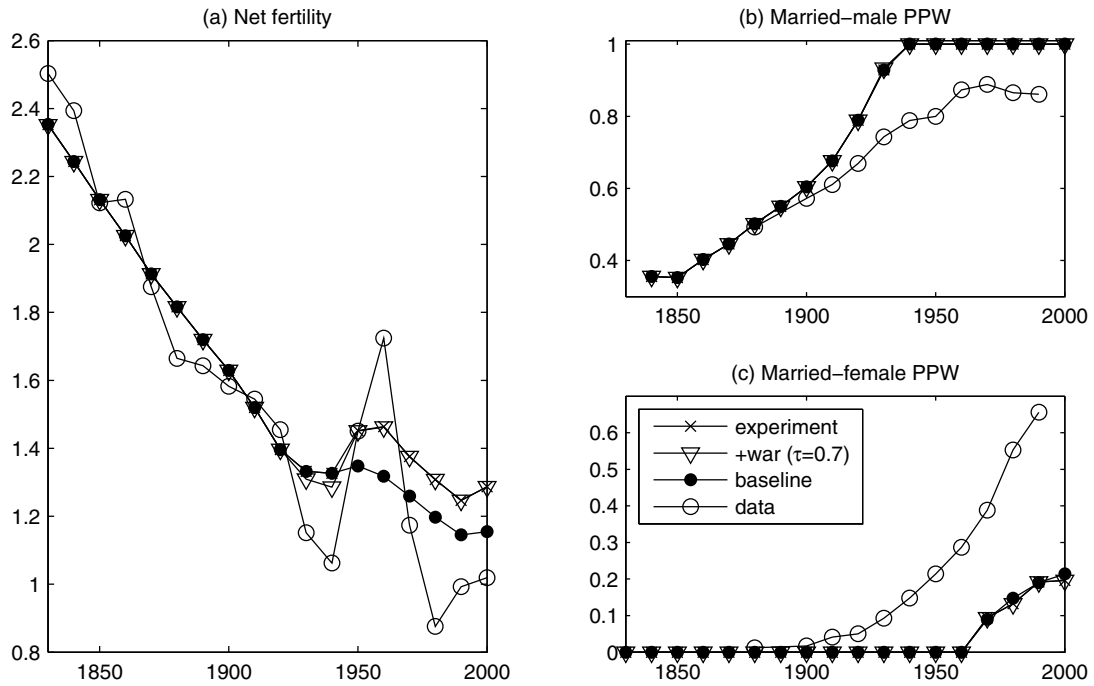 (a) Net fertility
2.6
2.4
2.2
2
1.8
1.6
1.4
1.2
1
0.8
1850 1900 1950 2000
(b) Married−male PPW
1
0.8
0.6
0.4
1850 1900 1950 2000
(c) Married−female PPW
0.6
0.5
0.4
0.3
0.2
0.1
0
experiment
+war (τ=0.7)
baseline
data
1850 1900 1950 2000